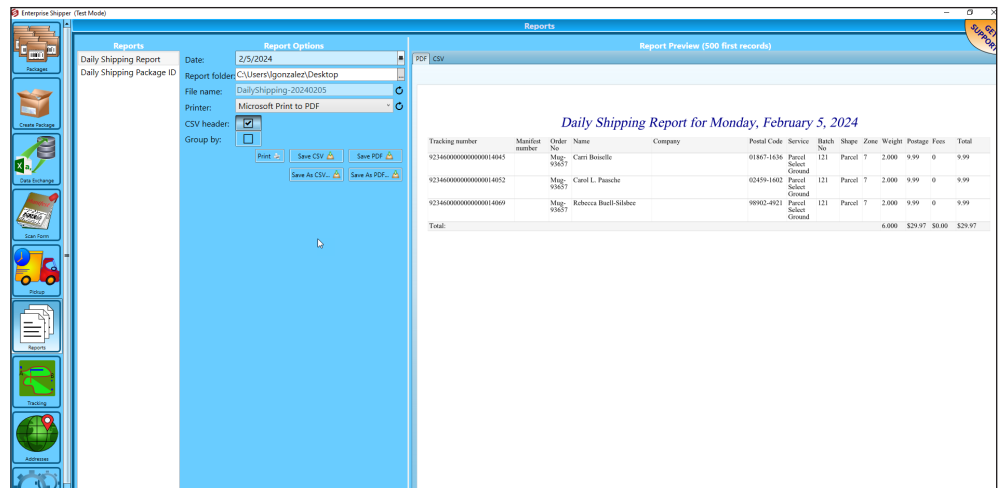 Enterprise Shipper (Test Mode)
Reports
GET SUPPORT
Packages
Create Package
Data Exchange
Scan Form
Pickup
Reports
Tracking
Addresses
Reports
Daily Shipping Report
Daily Shipping Package ID
Report Options
Date: 2/5/2024
Report folder: C:\Users\lgonzalez\Desktop
File name: DailyShipping-20240205
Printer: Microsoft Print to PDF
CSV header:
Group by:
Print Save CSV Save PDF
Save As CSV... Save As PDF...
Report Preview (500 first records)
PDF CSV
Daily Shipping Report for Monday, February 5, 2024
Tracking number Manifest number Order No Name Company Postal Code Service Batch No Shape Zone Weight Postage Fees Total
9234600000000000014045 Mug-93657 Carri Boiselle 01867-1636 Parcel Select Ground 121 Parcel 7 2.000 9.99 0 9.99
9234600000000000014052 Mug-93657 Carol L. Paasche 02459-1602 Parcel Select Ground 121 Parcel 7 2.000 9.99 0 9.99
9234600000000000014069 Mug-93657 Rebecca Buell-Silsbee 98902-4921 Parcel Select Ground 121 Parcel 7 2.000 9.99 0 9.99
Total: 6.000 $29.97 $0.00 $29.97